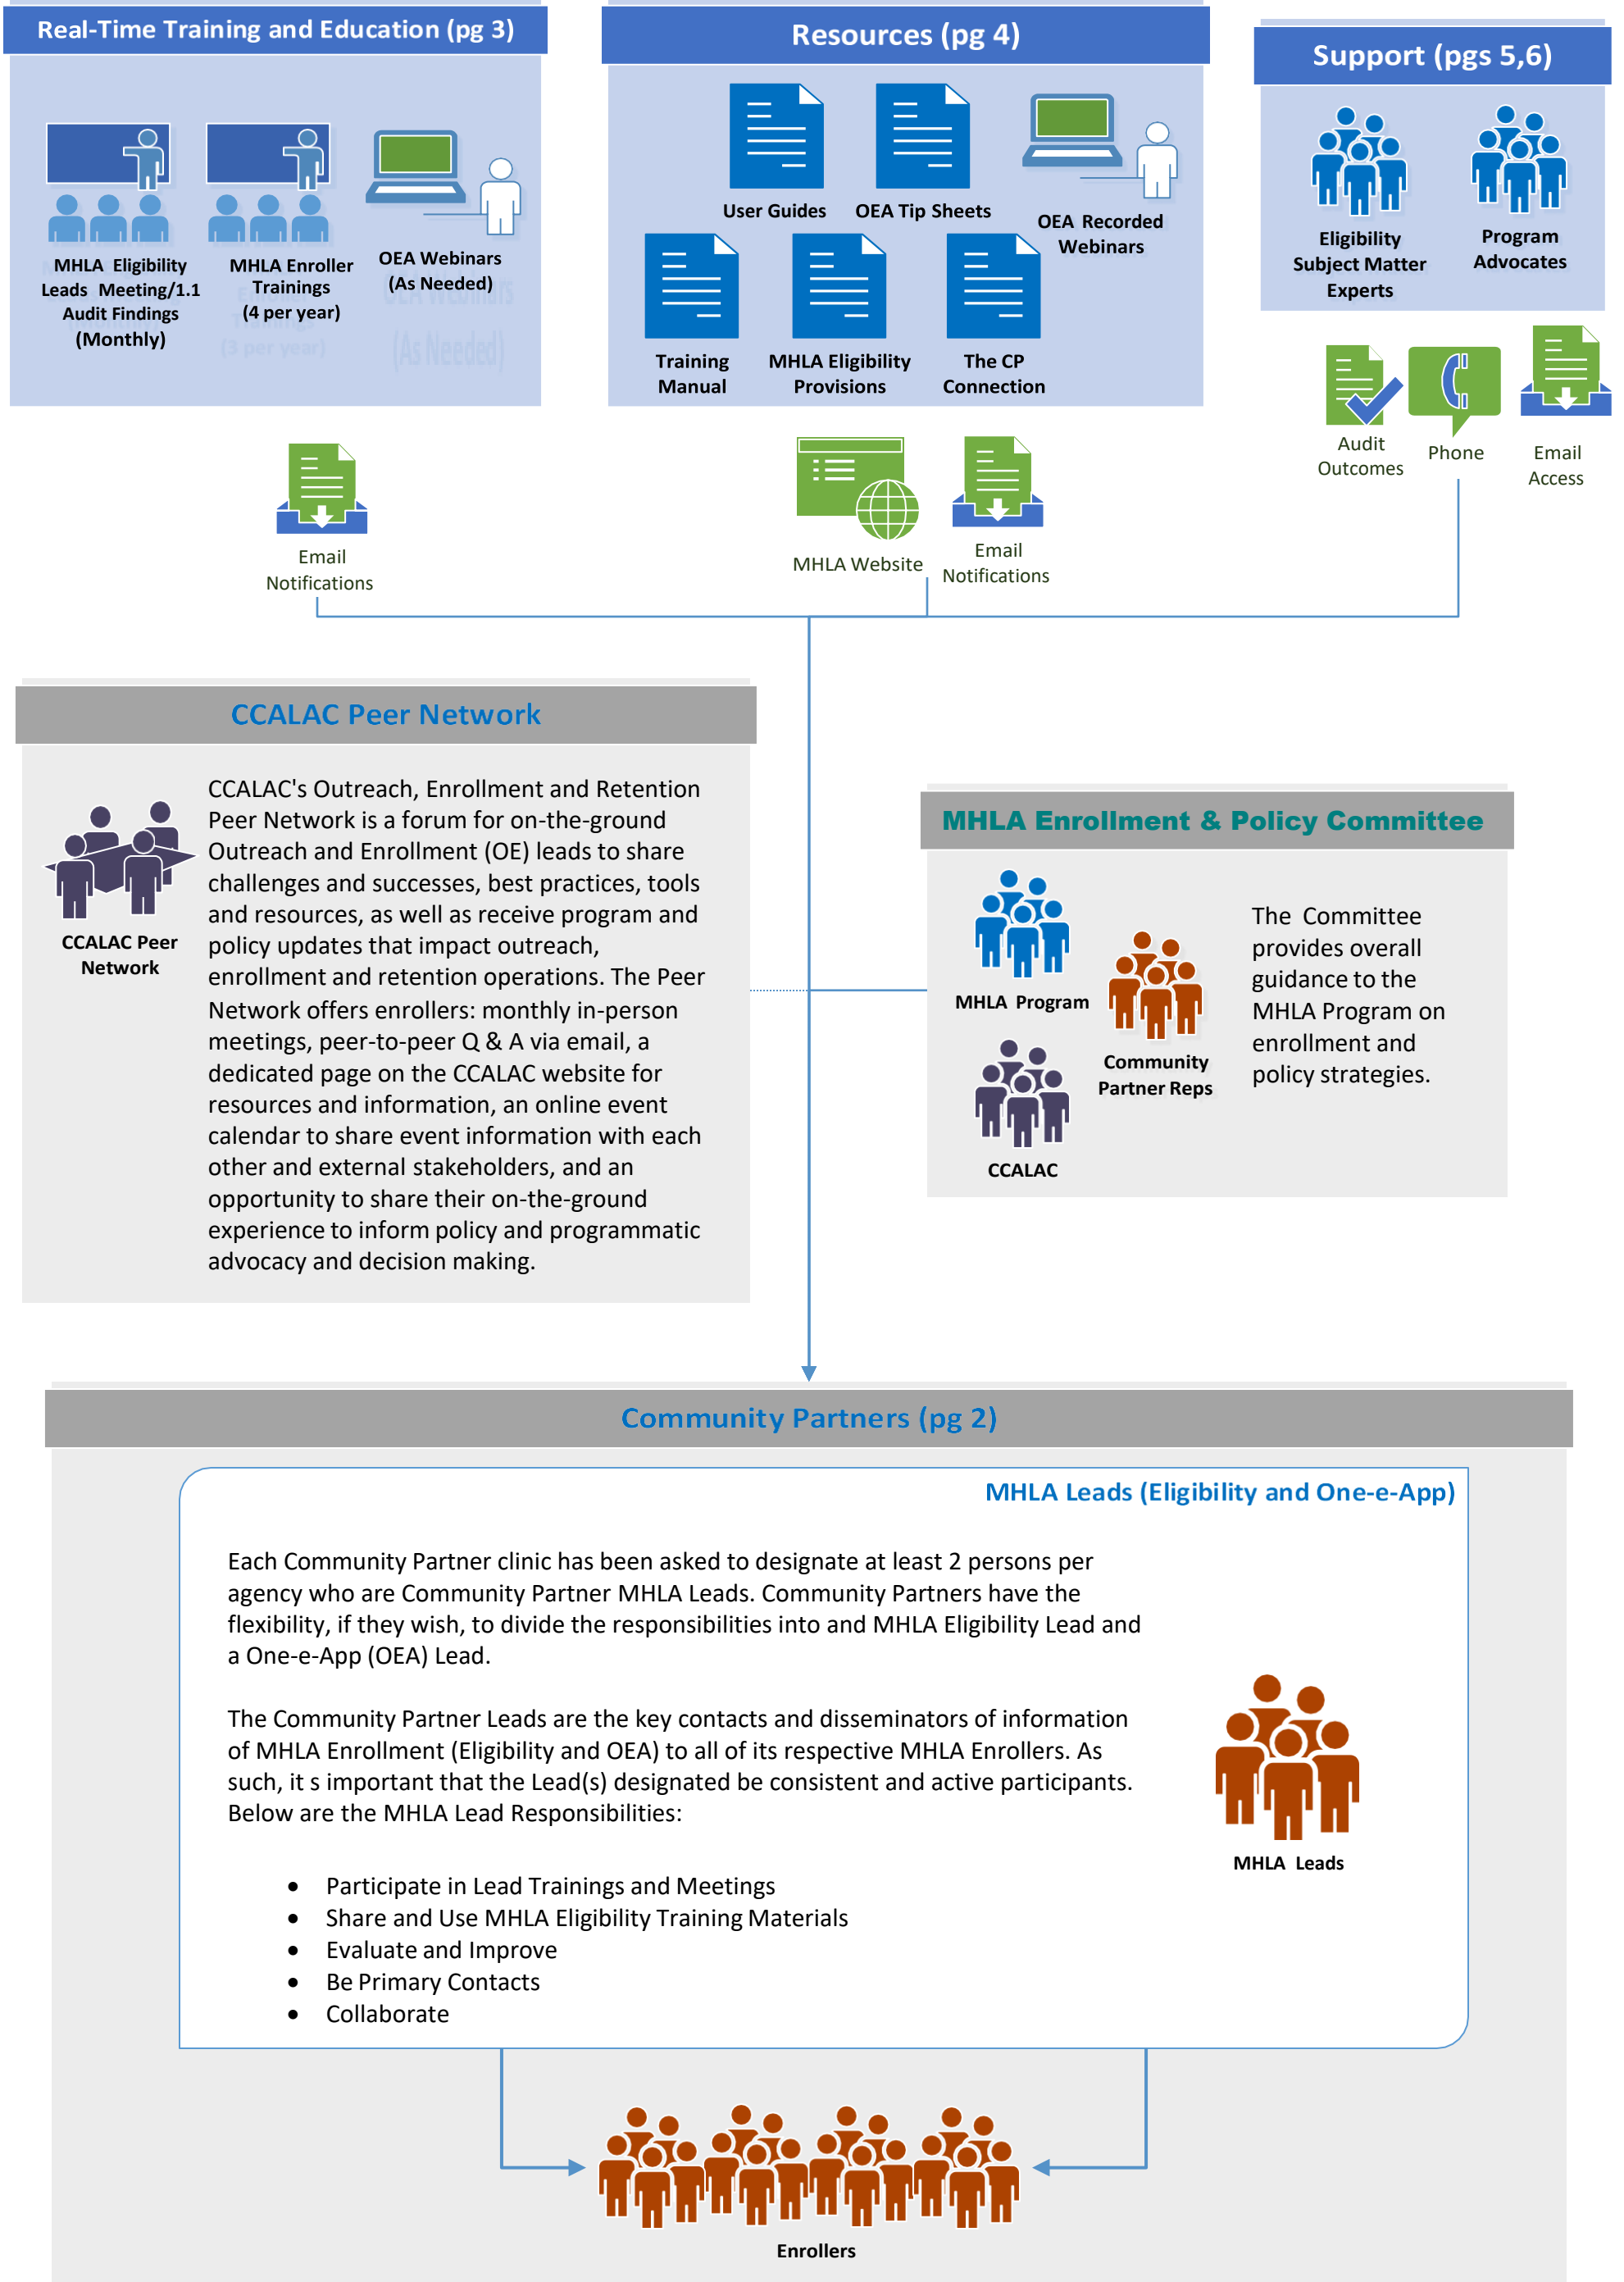 Real-Time Training and Education (pg 3)
MHLA Eligibility
Leads Meeting/1.1
Audit Findings
(Monthly)
MHLA Enroller
Trainings
(4 per year)
(3 per year)
OEA Webinars
(As Needed)
OEA Webinars
(As Needed)
Resources (pg 4)
User Guides
OEA Tip Sheets
OEA Recorded
Webinars
Training
Manual
MHLA Eligibility
Provisions
The CP
Connection
Support (pgs 5,6)
Eligibility
Subject Matter
Experts
Program
Advocates
Audit
Outcomes
Phone
Email
Access
Email
Notifications
MHLA Website
Email
Notifications
CCALAC Peer Network
CCALAC Peer
Network
CCALAC's Outreach, Enrollment and Retention
Peer Network is a forum for on-the-ground
Outreach and Enrollment (OE) leads to share
challenges and successes, best practices, tools
and resources, as well as receive program and
policy updates that impact outreach,
enrollment and retention operations. The Peer
Network offers enrollers: monthly in-person
meetings, peer-to-peer Q & A via email, a
dedicated page on the CCALAC website for
resources and information, an online event
calendar to share event information with each
other and external stakeholders, and an
opportunity to share their on-the-ground
experience to inform policy and programmatic
advocacy and decision making.
MHLA Enrollment & Policy Committee
MHLA Program
Community
Partner Reps
CCALAC
The Committee
provides overall
guidance to the
MHLA Program on
enrollment and
policy strategies.
Community Partners (pg 2)
MHLA Leads (Eligibility and One-e-App)
Each Community Partner clinic has been asked to designate at least 2 persons per
agency who are Community Partner MHLA Leads. Community Partners have the
flexibility, if they wish, to divide the responsibilities into and MHLA Eligibility Lead and
a One-e-App (OEA) Lead.
The Community Partner Leads are the key contacts and disseminators of information
of MHLA Enrollment (Eligibility and OEA) to all of its respective MHLA Enrollers. As
such, it s important that the Lead(s) designated be consistent and active participants.
Below are the MHLA Lead Responsibilities:
• Participate in Lead Trainings and Meetings
• Share and Use MHLA Eligibility Training Materials
• Evaluate and Improve
• Be Primary Contacts
• Collaborate
MHLA Leads
Enrollers